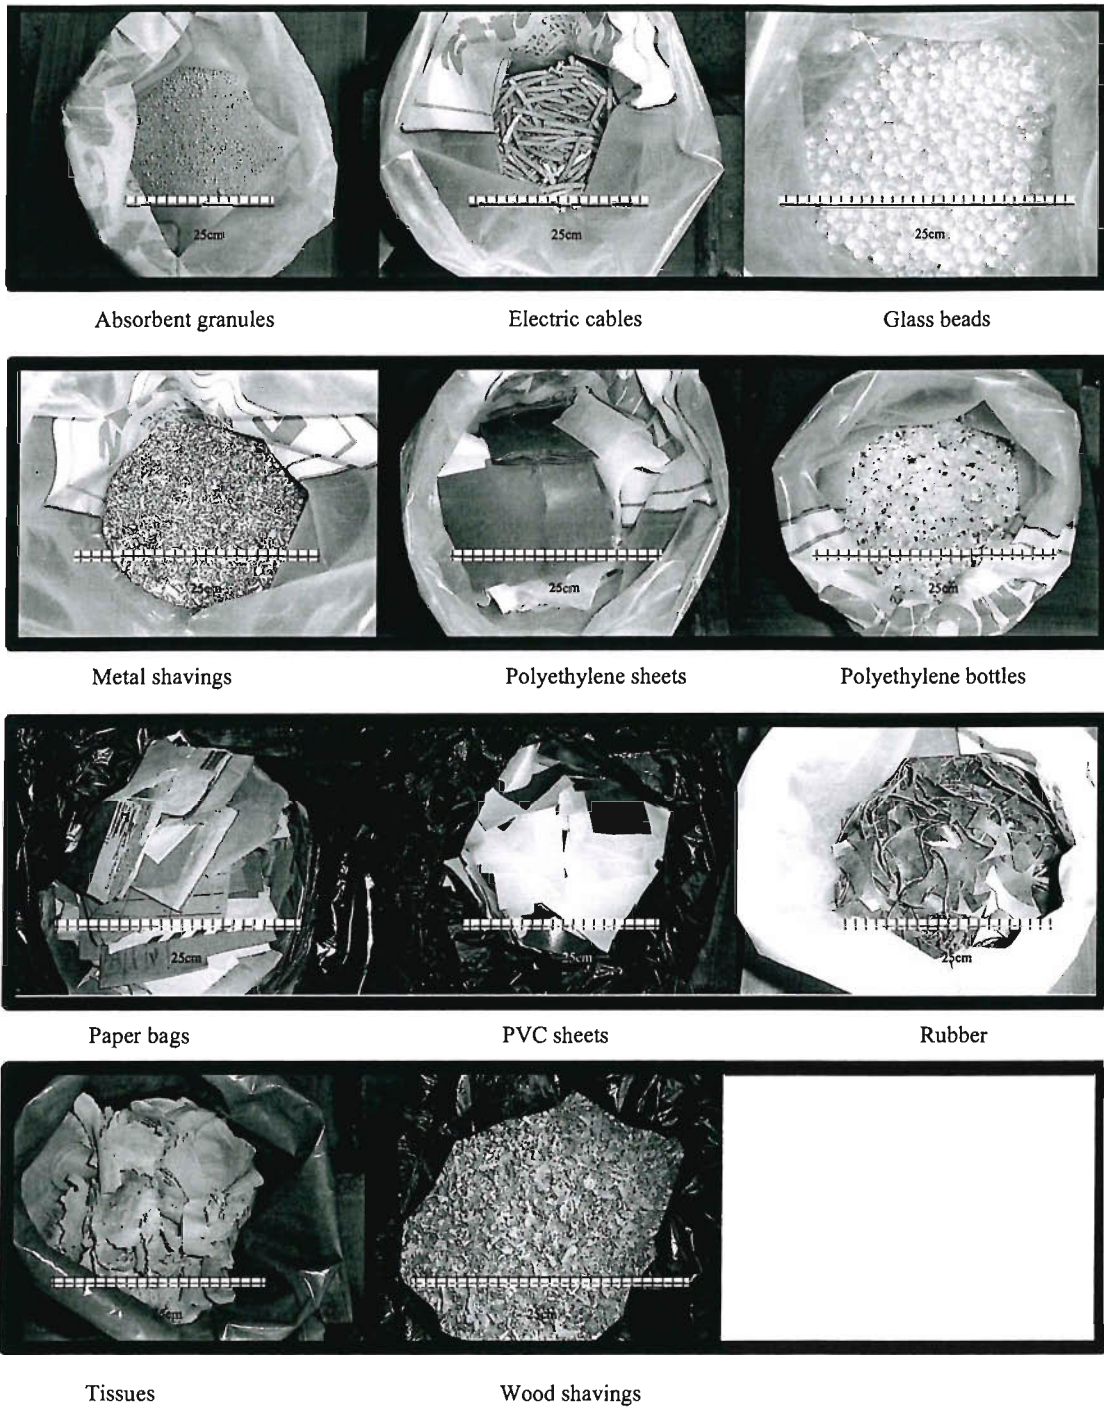 25cm
25cm
25cm
Absorbent granules
Electric cables
Glass beads
25cm
25cm
25cm
Metal shavings
Polyethylene sheets
Polyethylene bottles
25cm
25cm
25cm
Paper bags
PVC sheets
Rubber
25cm
Tissues
Wood shavings